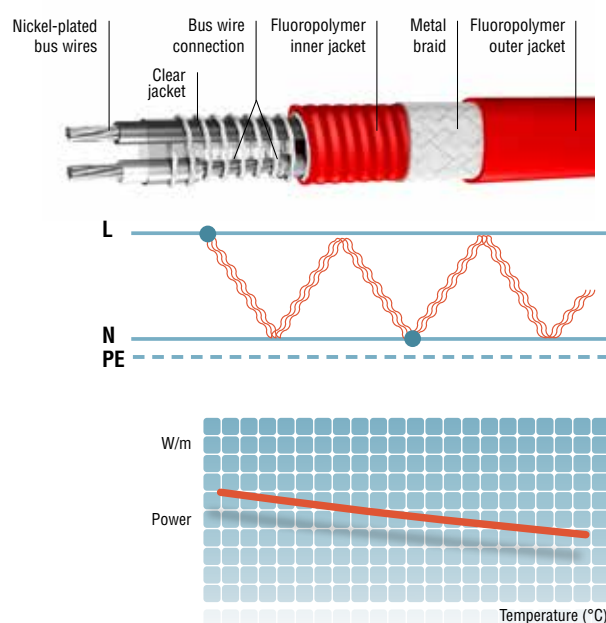 Nickel-plated
bus wires
Clear
jacket
Bus wire
connection
Fluoropolymer
inner jacket
Metal
braid
Fluoropolymer
outer jacket
L
N
PE
W/m
Power
Temperature (°C)